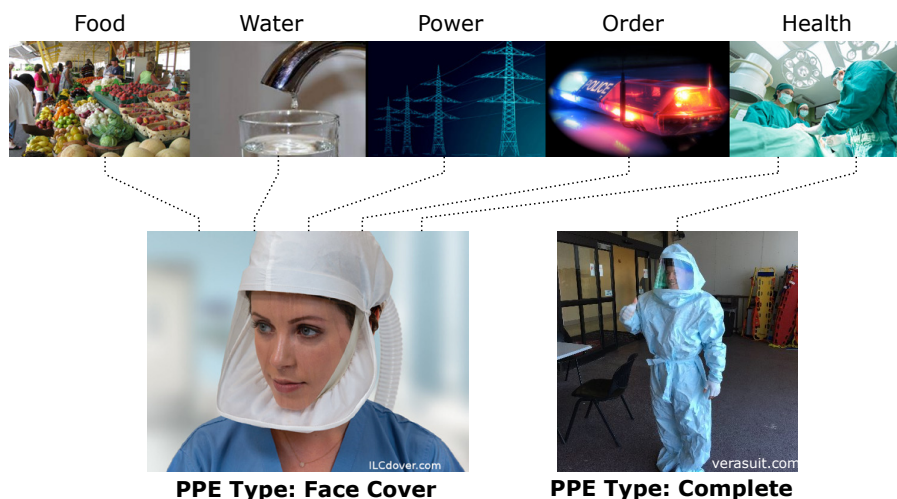 Food
Water
Power
Order
Health
POLICE
ILCdover.com
verasuit.com
PPE Type: Face Cover
PPE Type: Complete